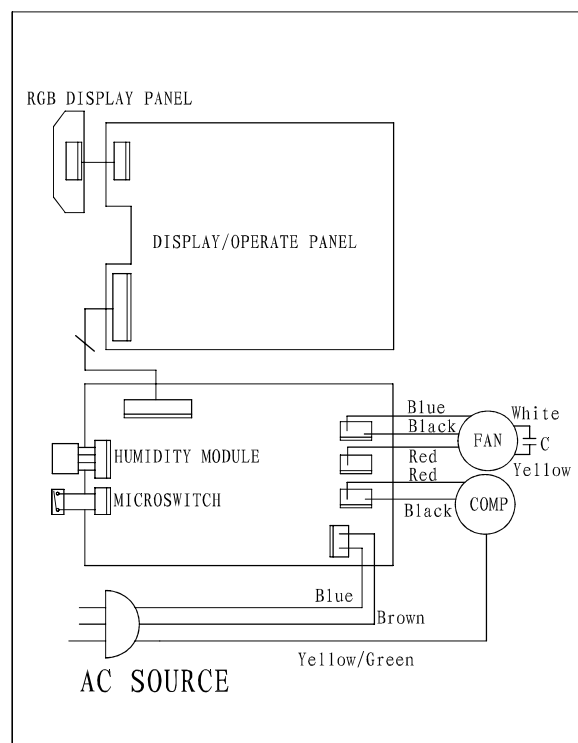 RGB DISPLAY PANEL
DISPLAY/OPERATE PANEL
Blue
White
Black
FAN
C
HUMIDITY MODULE
Red
Yellow
Red
MICROSWITCH
COMP
Black
Blue
Brown
Yellow/Green
AC SOURCE